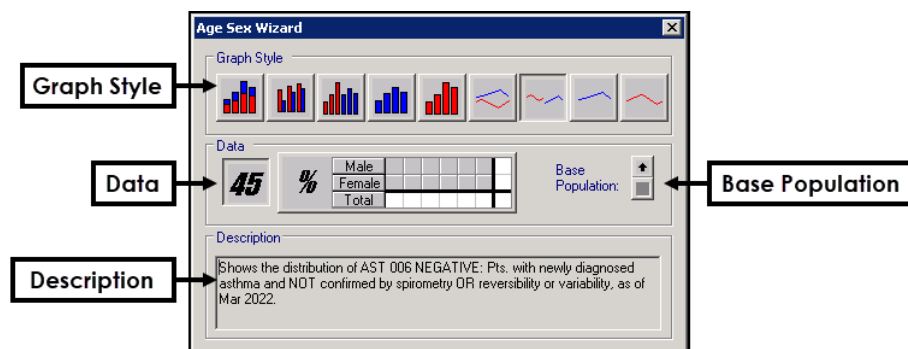 Age Sex Wizard
Graph Style
Graph Style
Data
Data
45
%
Male
Female
Total
Base
Population:
Base Population
Description
Description
Shows the distribution of AST 006 NEGATIVE: Pts. with newly diagnosed
asthma and NOT confirmed by spirometry OR reversibility or variability, as of
Mar 2022.